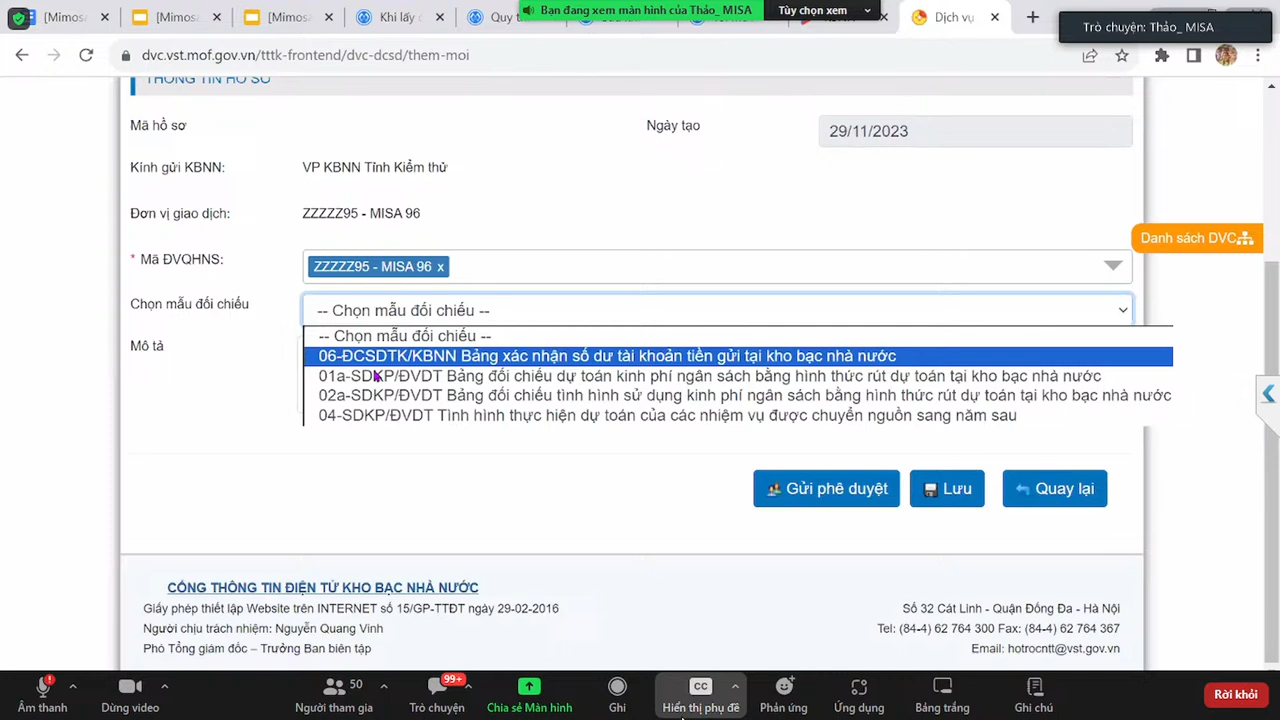 [Mimosa
[Mimosa
[Mimos
Khi lấy
Quy t
Dịch vụ
Bạn đang xem màn hình của Thảo_ MISA
Tùy chọn xem
Trò chuyện: Thảo_ MISA
dvc.vst.mof.gov.vn/tttk-frontend/dvc-dcsd/them-moi
THÔNG TIN HỒ SƠ
Mã hồ sơ
Ngày tạo
29/11/2023
Kính gửi KBNN:
VP KBNN Tỉnh Kiểm thử
Đơn vị giao dịch:
ZZZZZ95 - MISA 96
Danh sách DVC
* Mã ĐVQHNS:
ZZZZZ95 - MISA 96 x
Chọn mẫu đối chiếu
-- Chọn mẫu đối chiếu --
-- Chọn mẫu đối chiếu --
Mô tả
06-ĐCSDTK/KBNN Bảng xác nhận số dư tài khoản tiền gửi tại kho bạc nhà nước
01a-SDKP/ĐVDT Bảng đối chiếu dự toán kinh phí ngân sách bằng hình thức rút dự toán tại kho bạc nhà nước
02a-SDKP/ĐVDT Bảng đối chiếu tình hình sử dụng kinh phí ngân sách bằng hình thức rút dự toán tại kho bạc nhà nước
04-SDKP/ĐVDT Tình hình thực hiện dự toán của các nhiệm vụ được chuyển nguồn sang năm sau
Gửi phê duyệt
Lưu
Quay lại
CỔNG THÔNG TIN ĐIỆN TỬ KHO BẠC NHÀ NƯỚC
Giấy phép thiết lập Website trên INTERNET số 15/GP-TTĐT ngày 29-02-2016
Số 32 Cát Linh - Quận Đống Đa - Hà Nội
Người chịu trách nhiệm: Nguyễn Quang Vinh
Tel: (84-4) 62 764 300 Fax: (84-4) 62 764 367
Phó Tổng giám đốc – Trưởng Ban biên tập
Email: hotrocntt@vst.gov.vn
50
99+
CC
Âm thanh
Dừng video
Người tham gia
Trò chuyện
Chia sẻ Màn hình
Ghi
Hiển thị phụ đề
Phản ứng
Ứng dụng
Bảng trắng
Ghi chú
Rời khỏi